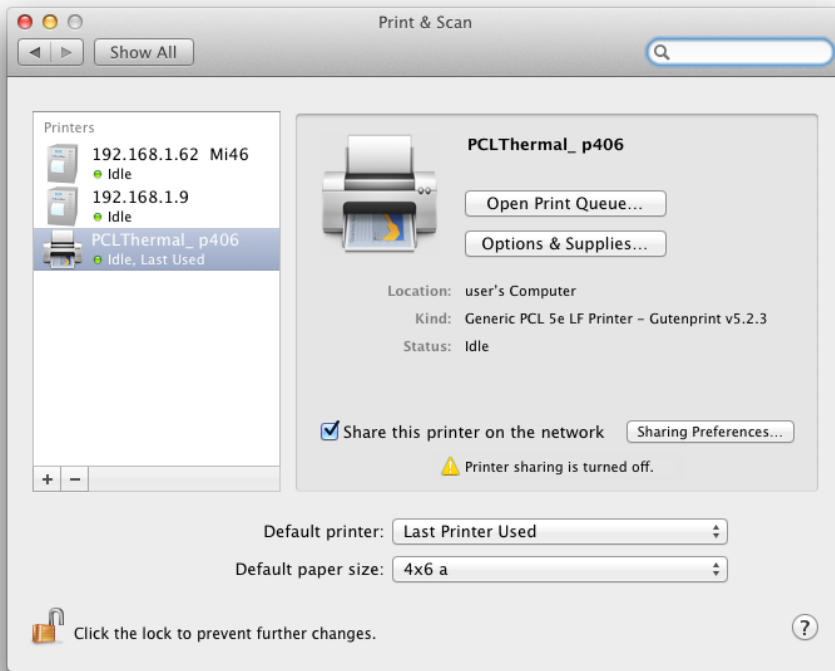 Print & Scan
Show All
Printers
192.168.1.62 Mi46
Idle
192.168.1.9
Idle
PCLThermal_ p406
Idle, Last Used
+ −
PCLThermal_ p406
Open Print Queue...
Options & Supplies...
Location: user's Computer
Kind: Generic PCL 5e LF Printer – Gutenprint v5.2.3
Status: Idle
Share this printer on the network
Sharing Preferences...
Printer sharing is turned off.
Default printer: Last Printer Used
Default paper size: 4x6 a
Click the lock to prevent further changes.
?